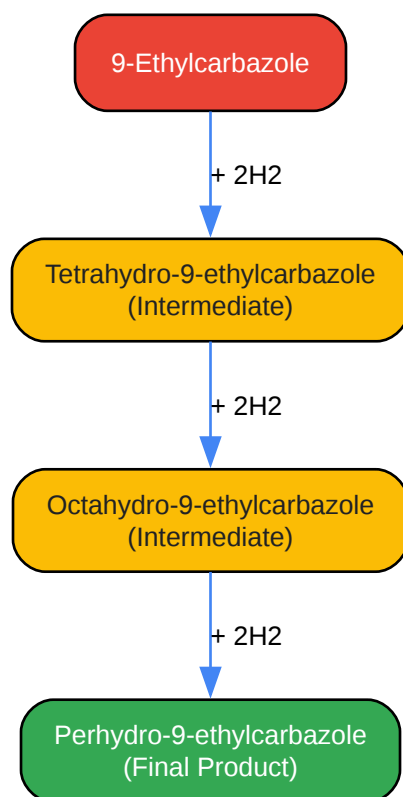 9-Ethylcarbazole
+ 2H2
Tetrahydro-9-ethylcarbazole
(Intermediate)
+ 2H2
Octahydro-9-ethylcarbazole
(Intermediate)
+ 2H2
Perhydro-9-ethylcarbazole
(Final Product)